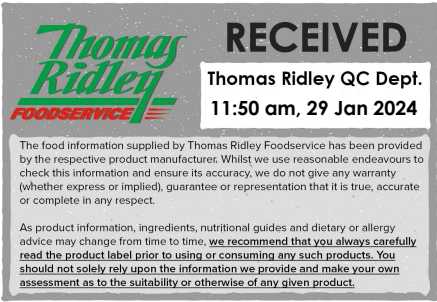 Thomas
Ridley
FOODSERVICE
RECEIVED
Thomas Ridley QC Dept.
11:50 am, 29 Jan 2024
The food information supplied by Thomas Ridley Foodservice has been provided
by the respective product manufacturer. Whilst we use reasonable endeavours to
check this information and ensure its accuracy, we do not give any warranty
(whether express or implied), guarantee or representation that it is true, accurate
or complete in any respect.
As product information, ingredients, nutritional guides and dietary or allergy
advice may change from time to time, we recommend that you always carefully
read the product label prior to using or consuming any such products. You
should not solely rely upon the information we provide and make your own
assessment as to the suitability or otherwise of any given product.